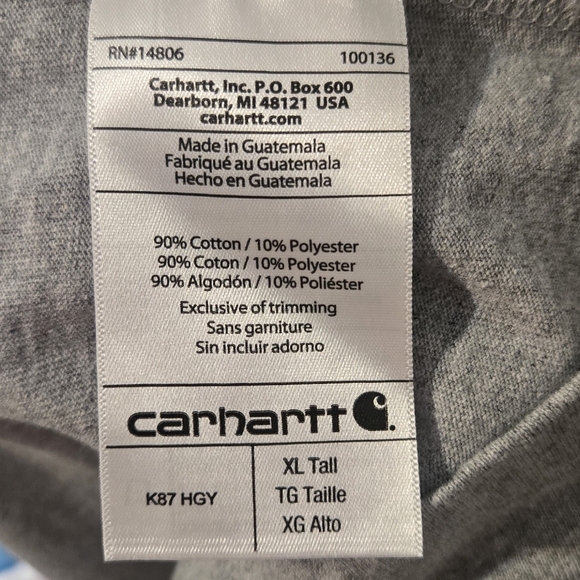 RN#14806 100136
Carhartt, Inc. P.O. Box 600
Dearborn, MI 48121 USA
carhartt.com
Made in Guatemala
Fabriqué au Guatemala
Hecho en Guatemala
90% Cotton / 10% Polyester
90% Coton / 10% Polyester
90% Algodón / 10% Poliéster
Exclusive of trimming
Sans garniture
Sin incluir adorno
carhartt
K87 HGY
XL Tall
TG Taille
XG Alto